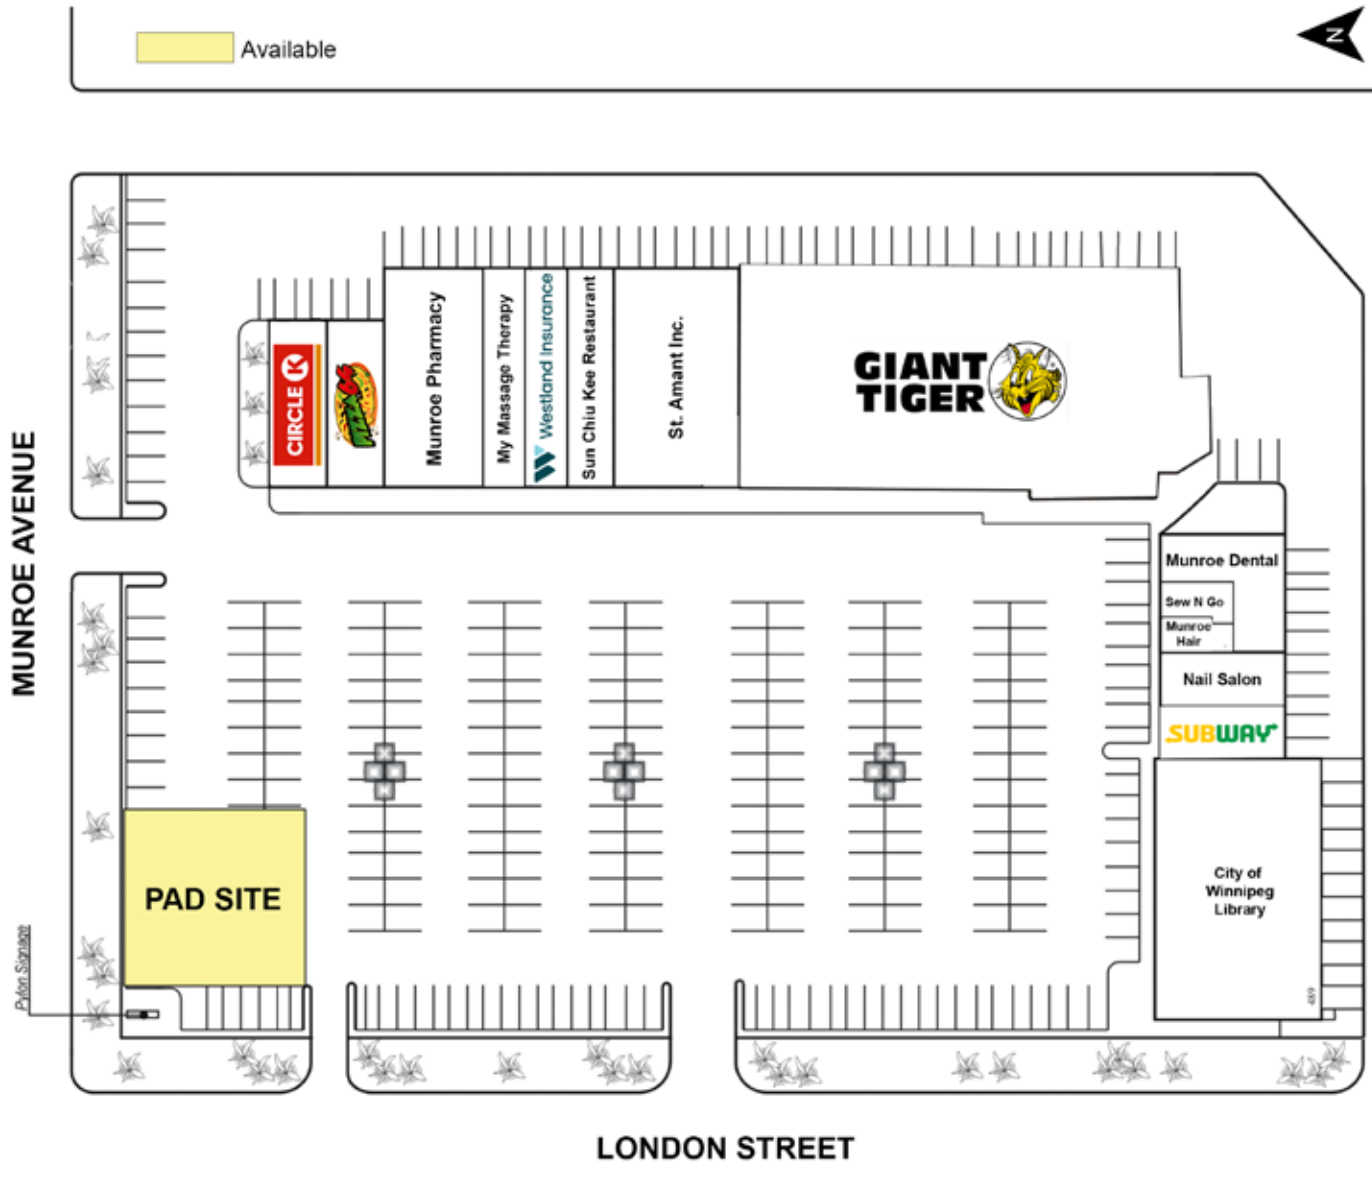 Available
N
MUNROE AVENUE
CIRCLE K
Munroe Pharmacy
My Massage Therapy
Westland Insurance
Sun Chiu Kee Restaurant
St. Amant Inc.
GIANT
TIGER
Munroe Dental
Sew N Go
Munroe
Hair
Nail Salon
SUBWAY
City of
Winnipeg
Library
PAD SITE
Pylon Signage
LONDON STREET